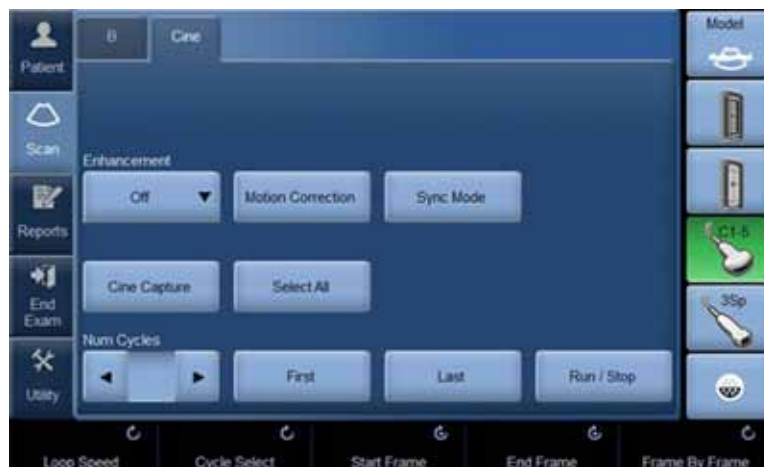 Patient
Scan
Reports
End
Exam
Utility
B
Cine
Enhancement
Off
Motion Correction
Sync Mode
Cine Capture
Select All
Num Cycles
First
Last
Run / Stop
Model
C1-5
3Sp
Loop Speed
Cycle Select
Start Frame
End Frame
Frame By Frame